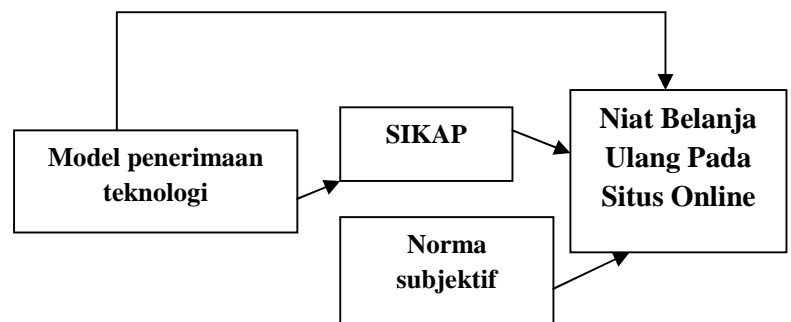 Model penerimaan
teknologi
SIKAP
Norma
subjektif
Niat Belanja
Ulang Pada
Situs Online